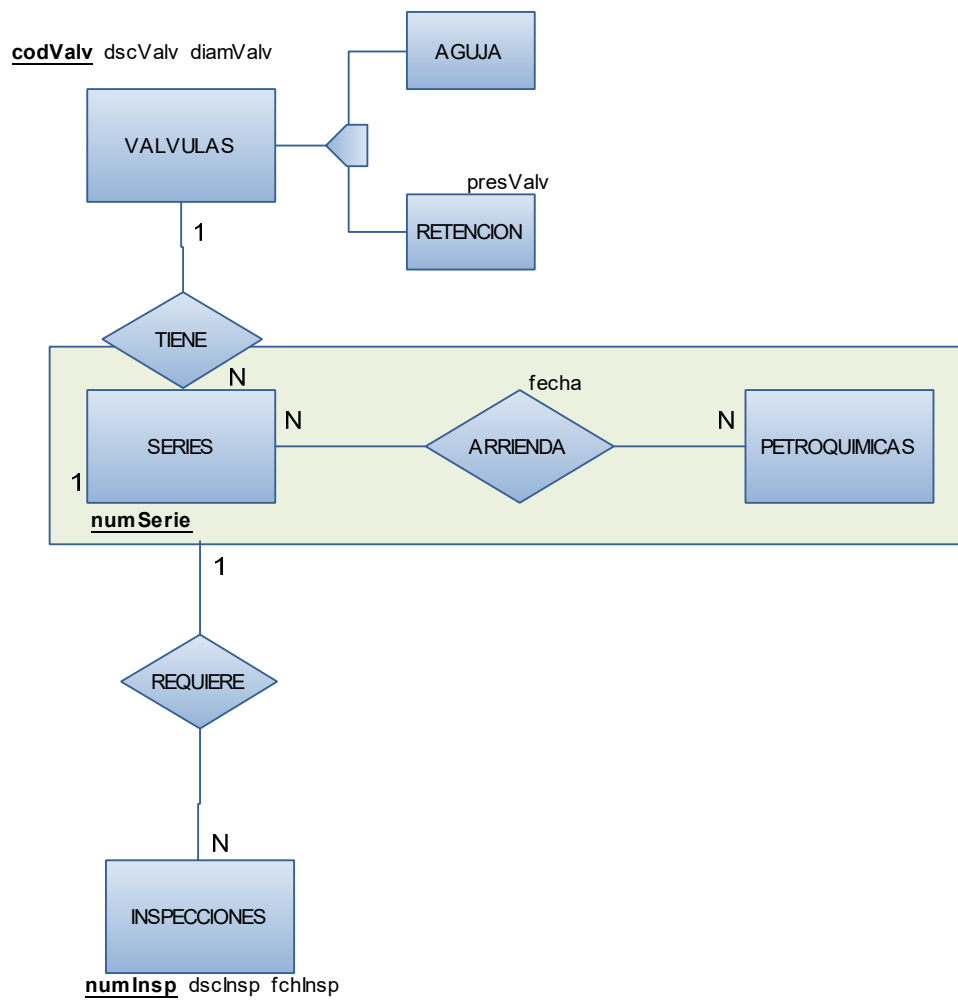 AGUJA
codValv dscValv diamValv
VALVULAS
presValv
RETENCION
1
TIENE
N
fecha
SERIES
N
ARRIENDA
N
PETROQUIMICAS
1
numSerie
1
REQUIERE
N
INSPECCIONES
numInsp dscInsp fchInsp